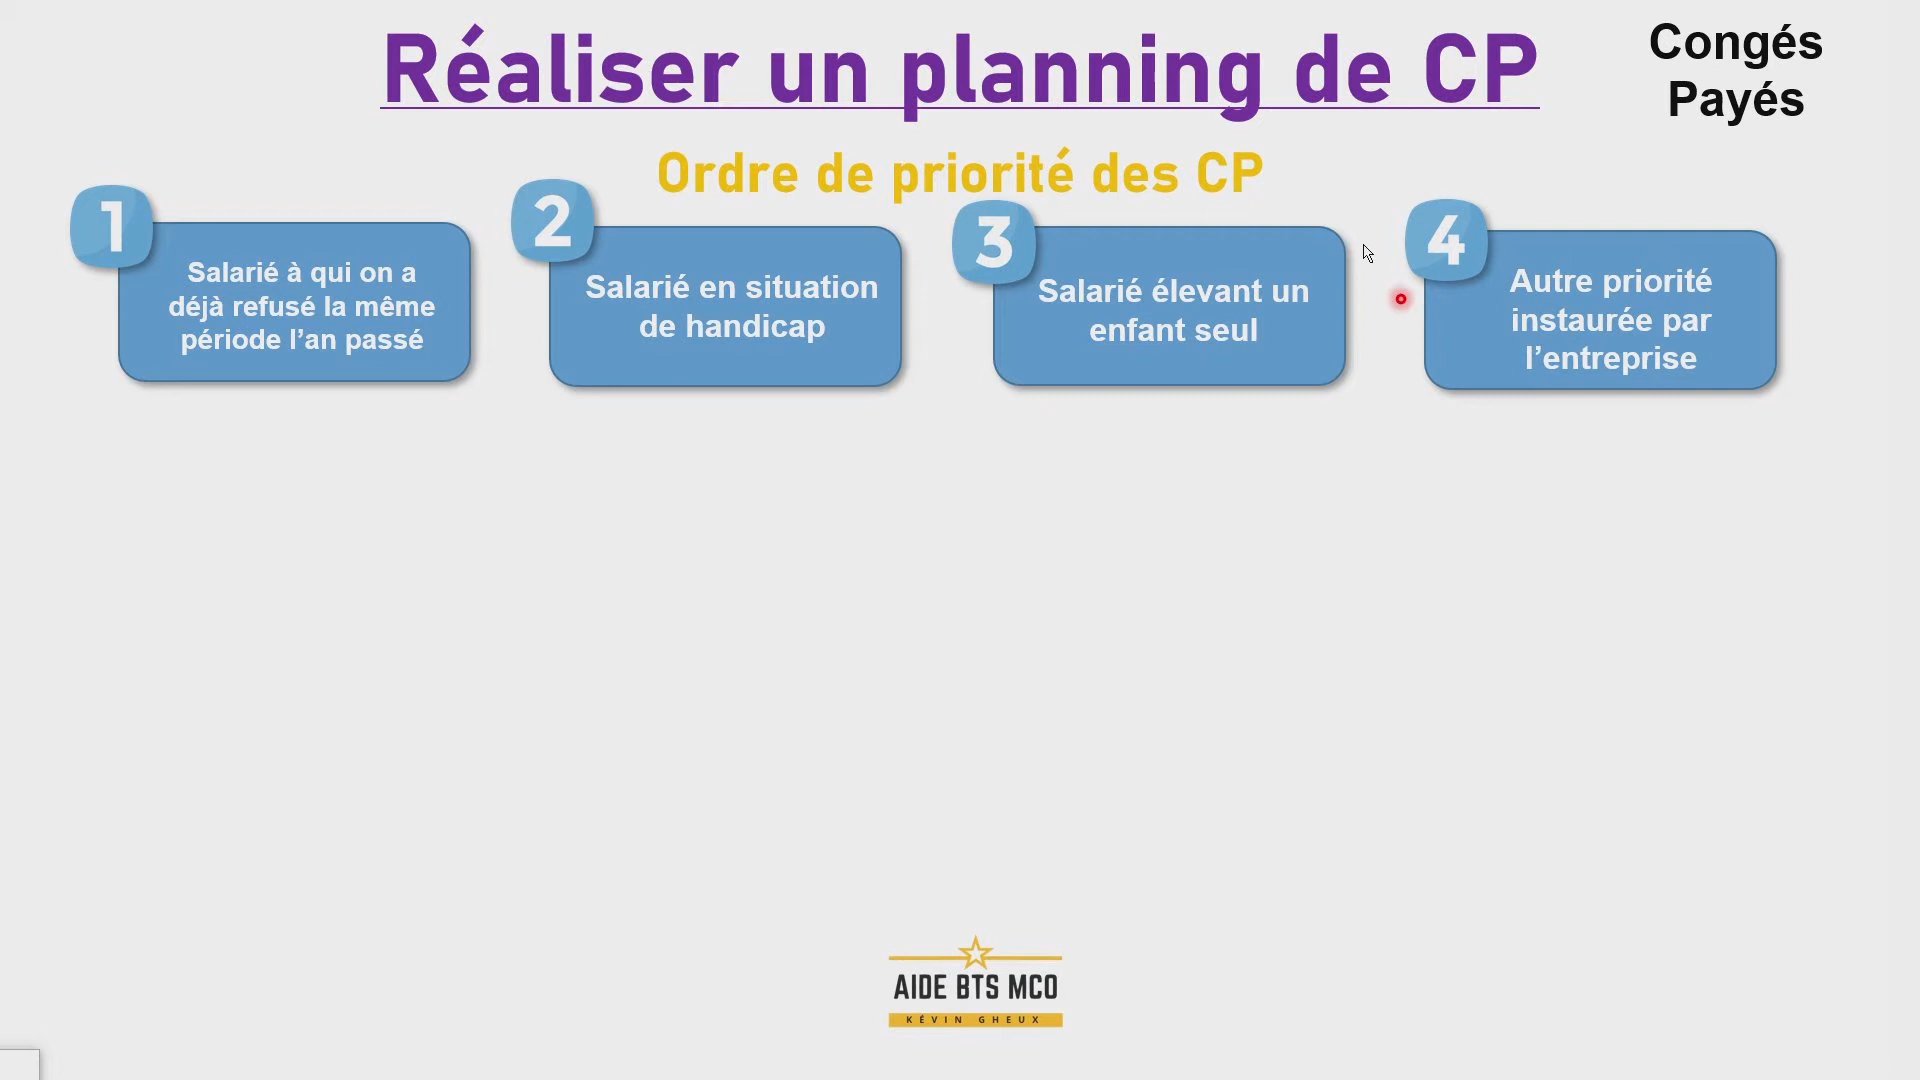 Réaliser un planning de CP
Congés
Payés
Ordre de priorité des CP
1
Salarié à qui on a
déjà refusé la même
période l’an passé
2
Salarié en situation
de handicap
3
Salarié élevant un
enfant seul
4
Autre priorité
instaurée par
l’entreprise
AIDE BTS MCO
KÉVIN GHEUX